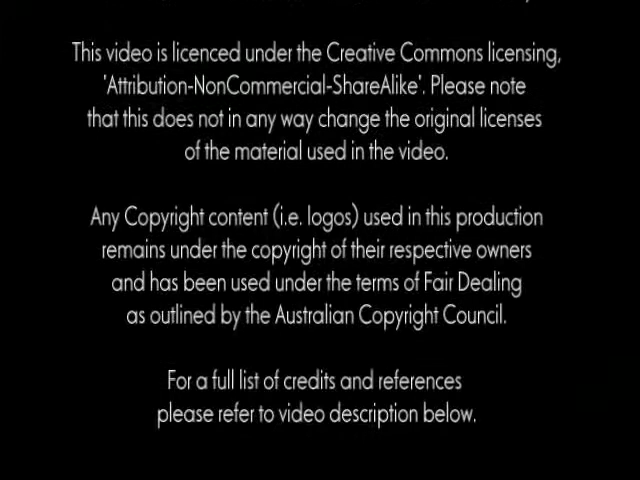 This video is licenced under the Creative Commons licensing,
'Attribution-NonCommercial-ShareAlike'. Please note
that this does not in any way change the original licenses
of the material used in the video.
Any Copyright content (i.e. logos) used in this production
remains under the copyright of their respective owners
and has been used under the terms of Fair Dealing
as outlined by the Australian Copyright Council.
For a full list of credits and references
please refer to video description below.